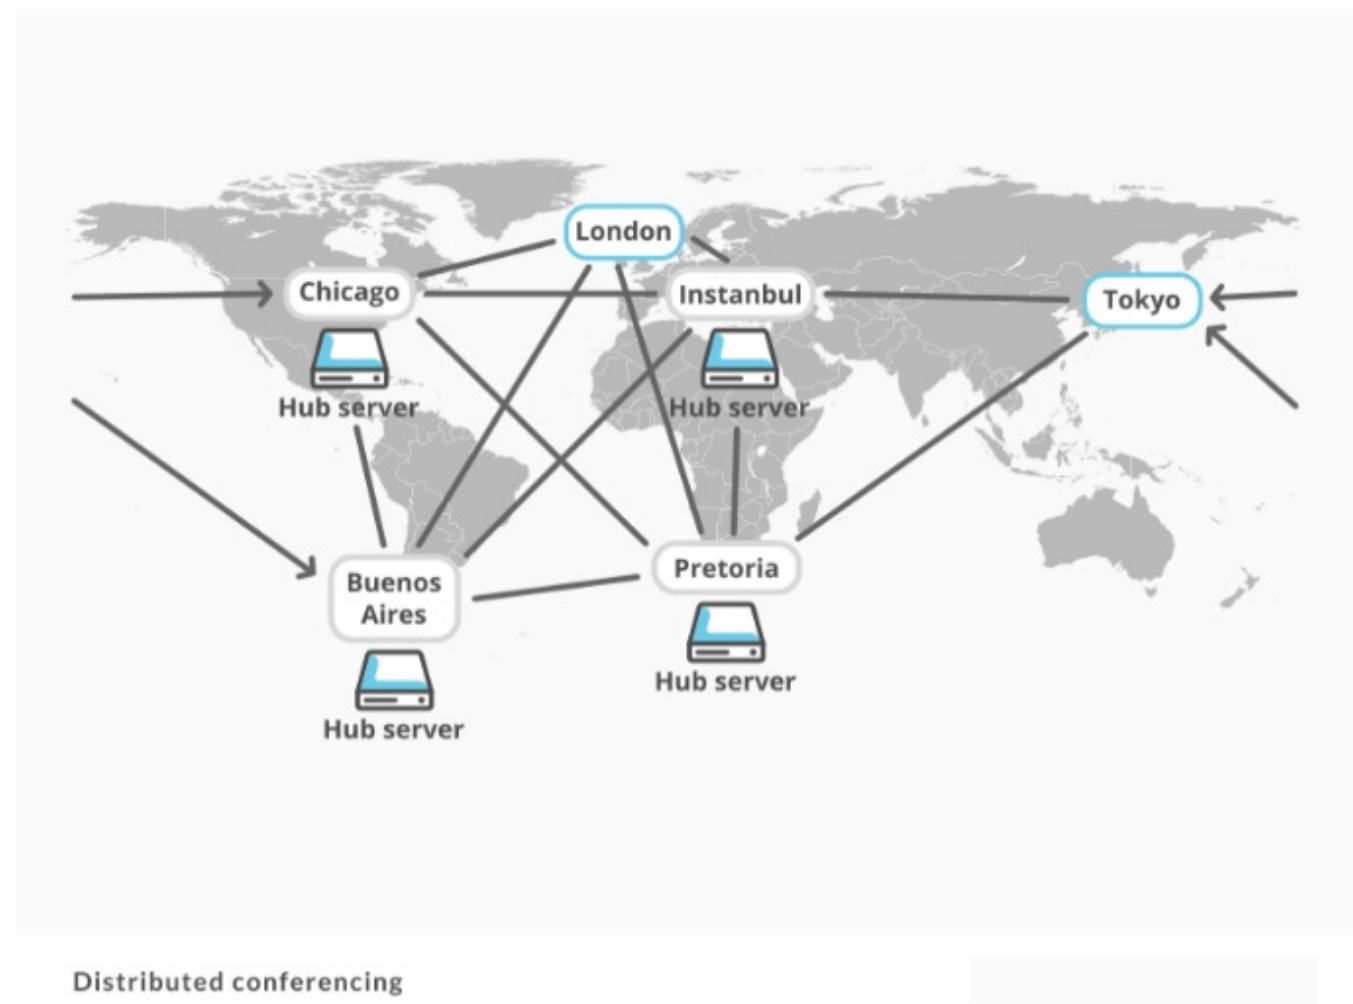 London
Chicago
Instanbul
Tokyo
Hub server
Hub server
Buenos
Aires
Pretoria
Hub server
Hub server
Distributed conferencing